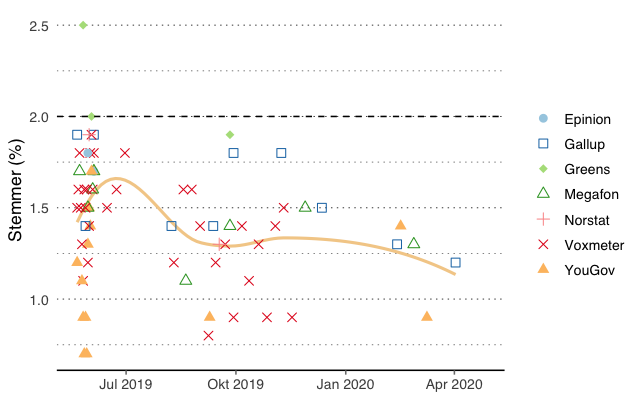 Stemmer (%)
2.5
2.0
1.5
1.0
Jul 2019
Okt 2019
Jan 2020
Apr 2020
Epinion
Gallup
Greens
Megafon
Norstat
Voxmeter
YouGov